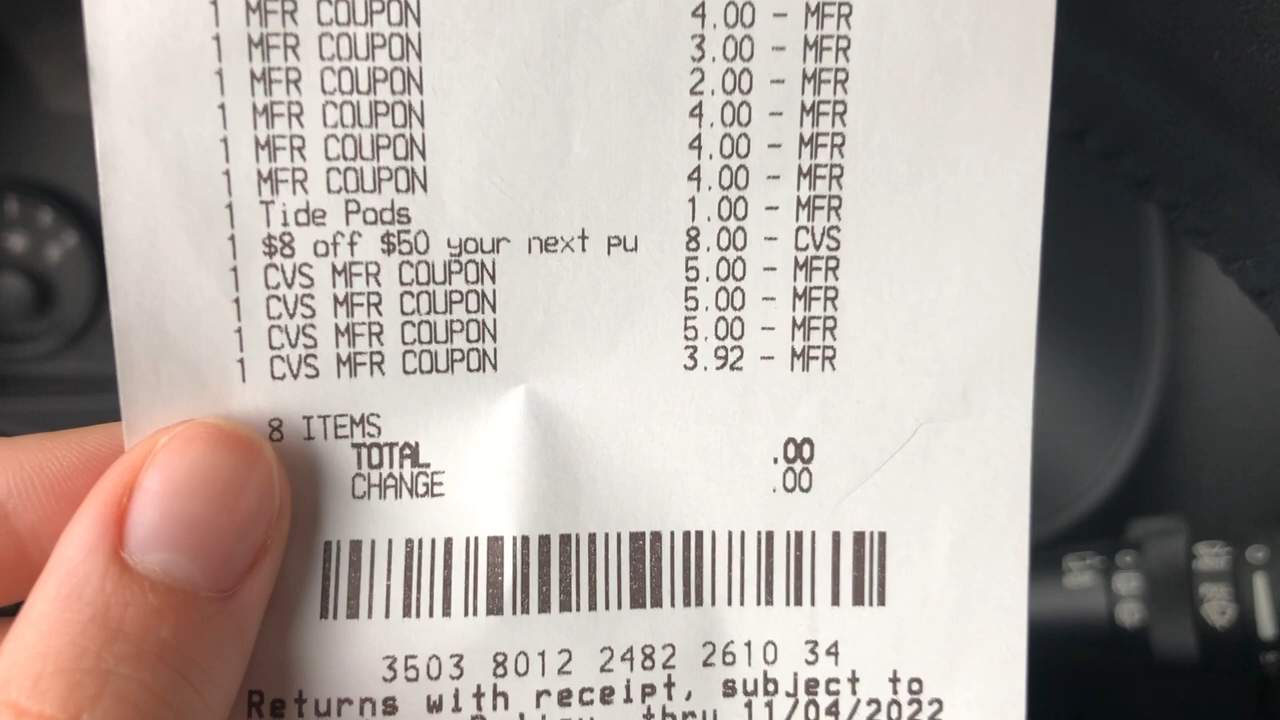 1 MFR COUPON 4.00 - MFR
1 MFR COUPON 3.00 - MFR
1 MFR COUPON 2.00 - MFR
1 MFR COUPON 4.00 - MFR
1 MFR COUPON 4.00 - MFR
1 MFR COUPON 4.00 - MFR
1 Tide Pods 1.00 - MFR
1 $8 off $50 your next pu 8.00 - CVS
1 CVS MFR COUPON 5.00 - MFR
1 CVS MFR COUPON 5.00 - MFR
1 CVS MFR COUPON 5.00 - MFR
1 CVS MFR COUPON 3.92 - MFR
8 ITEMS
TOTAL .00
CHANGE .00
3503 8012 2482 2610 34
Returns with receipt, subject to
thru 11/04/2022